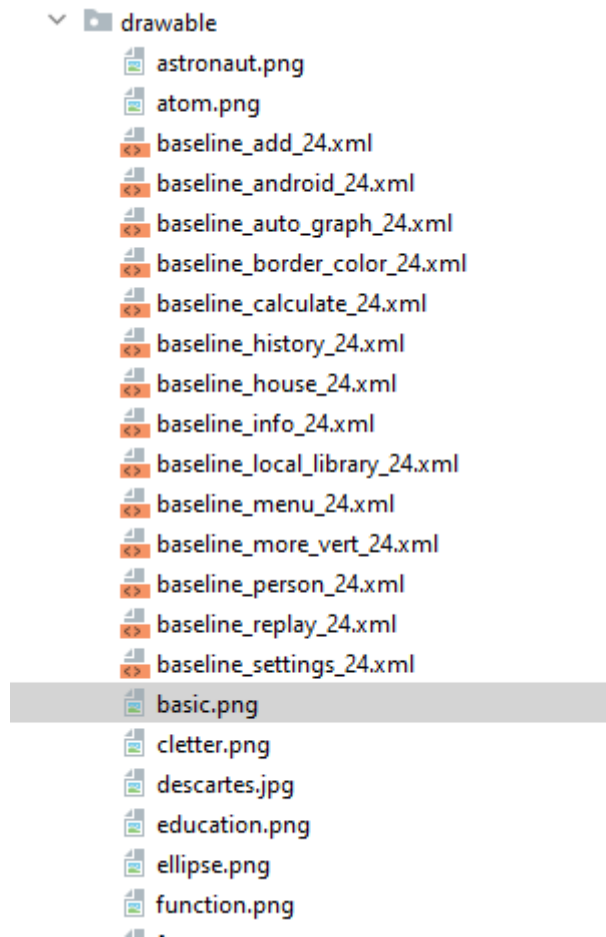 drawable
astronaut.png
atom.png
baseline_add_24.xml
baseline_android_24.xml
baseline_auto_graph_24.xml
baseline_border_color_24.xml
baseline_calculate_24.xml
baseline_history_24.xml
baseline_house_24.xml
baseline_info_24.xml
baseline_local_library_24.xml
baseline_menu_24.xml
baseline_more_vert_24.xml
baseline_person_24.xml
baseline_replay_24.xml
baseline_settings_24.xml
basic.png
cletter.png
descartes.jpg
education.png
ellipse.png
function.png